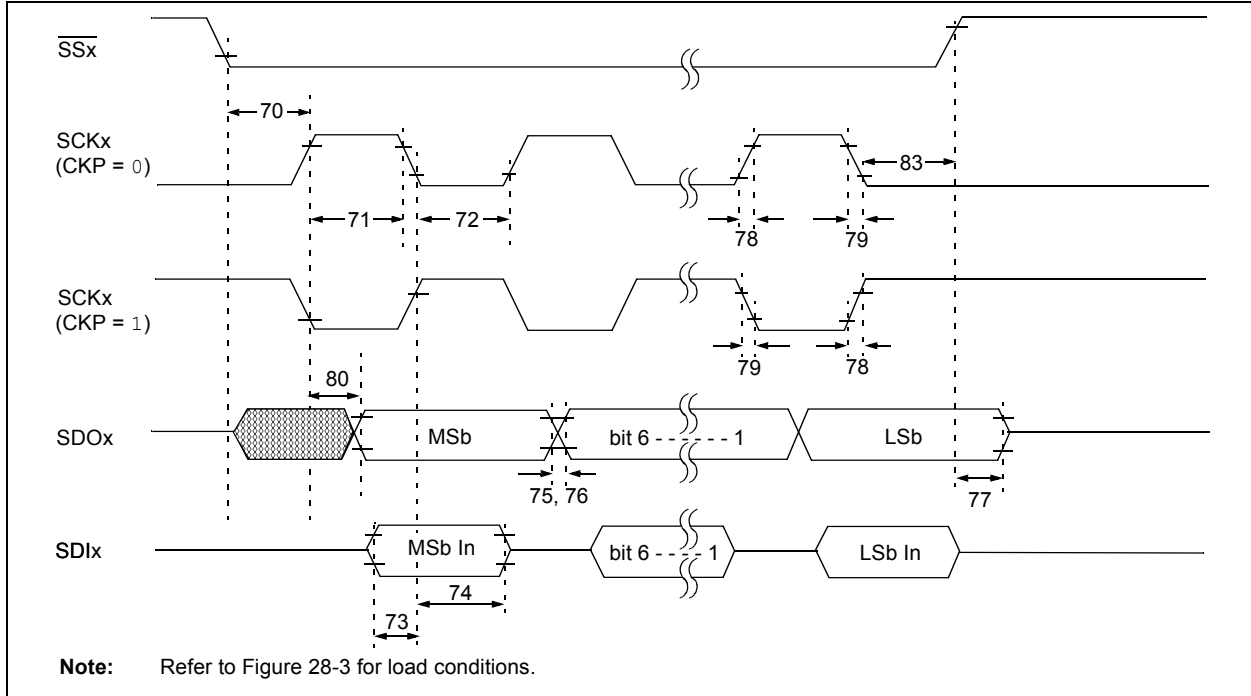 SSx
70
SCKx
(CKP = 0)
83
71
72
78
79
SCKx
(CKP = 1)
79
78
80
SDOx
MSb
bit 6 - - - - - - 1
LSb
75, 76
77
SDIx
MSb In
bit 6 - - - - 1
LSb In
74
73
Note: Refer to Figure 28-3 for load conditions.